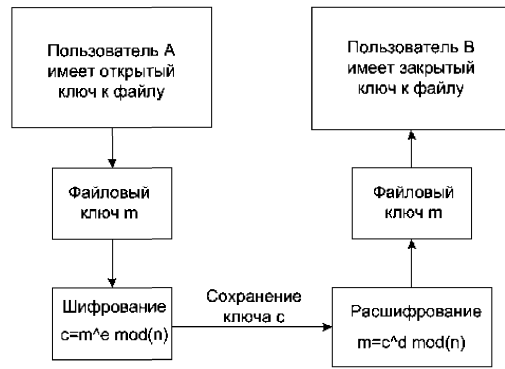 Пользователь А
имеет открытый
ключ к файлу
Пользователь В
имеет закрытый
ключ к файлу
Файловый
ключ m
Файловый
ключ m
Шифрование
c=m^e mod(n)
Сохранение
ключа с
Расшифрование
m=c^d mod(n)